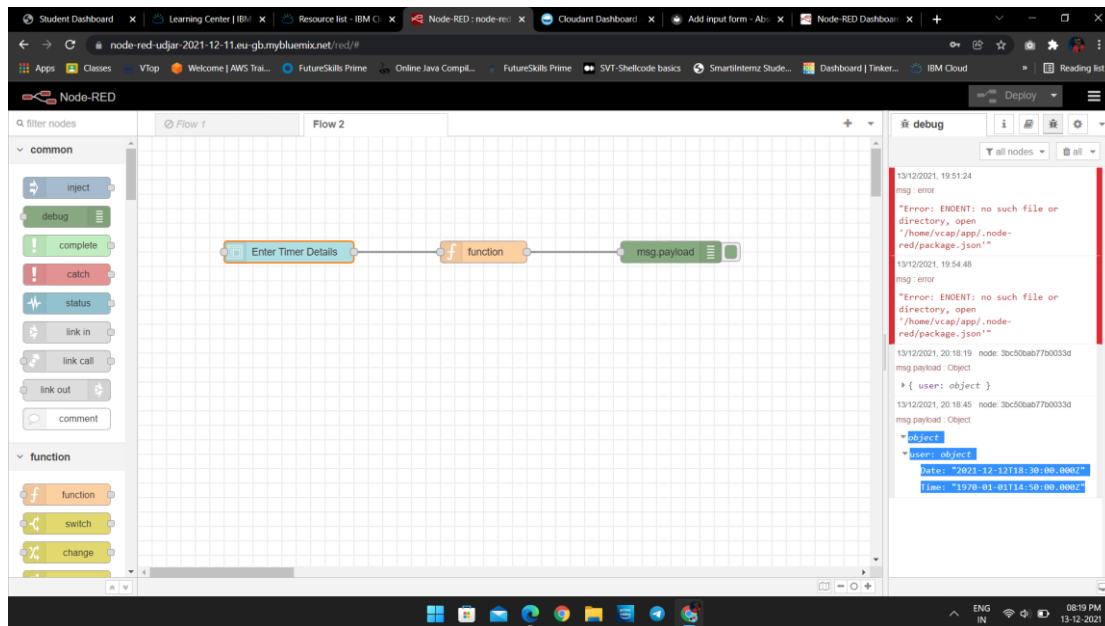 Student Dashboard
Learning Center | IBM
Resource list - IBM Cl
Node-RED : node-red
Cloudant Dashboard
Add input form - Abs
Node-RED Dashboar
node-red-udjar-2021-12-11.eu-gb.mybluemix.net/red/#
Apps Classes VTop Welcome | AWS Trai... FutureSkills Prime Online Java Compil... FutureSkills Prime SVT-Shellcode basics SmartiInternz Stude... Dashboard | Tinker... IBM Cloud » Reading list
Node-RED
Deploy
filter nodes
Flow 1
Flow 2
debug
common
all nodes
all
inject
debug
complete
catch
status
link in
link call
link out
comment
function
function
switch
change
Enter Timer Details
function
msg.payload
13/12/2021, 19:51:24
msg : error
"Error: ENOENT: no such file or
directory, open
'/home/vcap/app/.node-
red/package.json'"
13/12/2021, 19:54:48
msg : error
"Error: ENOENT: no such file or
directory, open
'/home/vcap/app/.node-
red/package.json'"
13/12/2021, 20:18:19 node: 3bc50bab77b0033d
msg.payload : Object
{ user: object }
13/12/2021, 20:18:45 node: 3bc50bab77b0033d
msg.payload : Object
object
user: object
Date: "2021-12-12T18:30:00.000Z"
Time: "1970-01-01T14:50:00.000Z"
ENG
IN
08:19 PM
13-12-2021